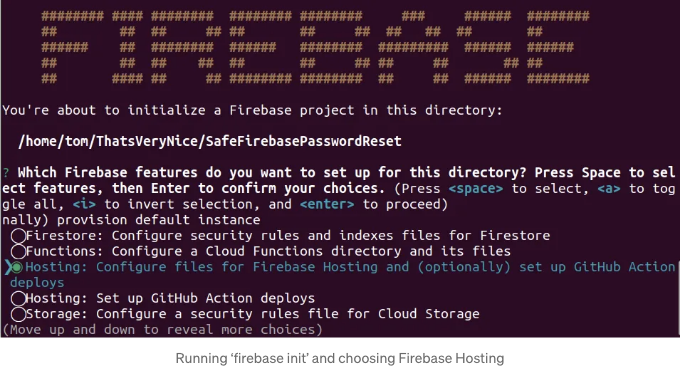 FIREBASE
You're about to initialize a Firebase project in this directory:
/home/tom/ThatsVeryNice/SafeFirebasePasswordReset
? Which Firebase features do you want to set up for this directory? Press Space to sel
ect features, then Enter to confirm your choices. (Press <space> to select, <a> to tog
gle all, <i> to invert selection, and <enter> to proceed)
nally) provision default instance
◯Firestore: Configure security rules and indexes files for Firestore
◯Functions: Configure a Cloud Functions directory and its files
❯◉Hosting: Configure files for Firebase Hosting and (optionally) set up GitHub Action
deploys
◯Hosting: Set up GitHub Action deploys
◯Storage: Configure a security rules file for Cloud Storage
(Move up and down to reveal more choices)
Running ‘firebase init’ and choosing Firebase Hosting